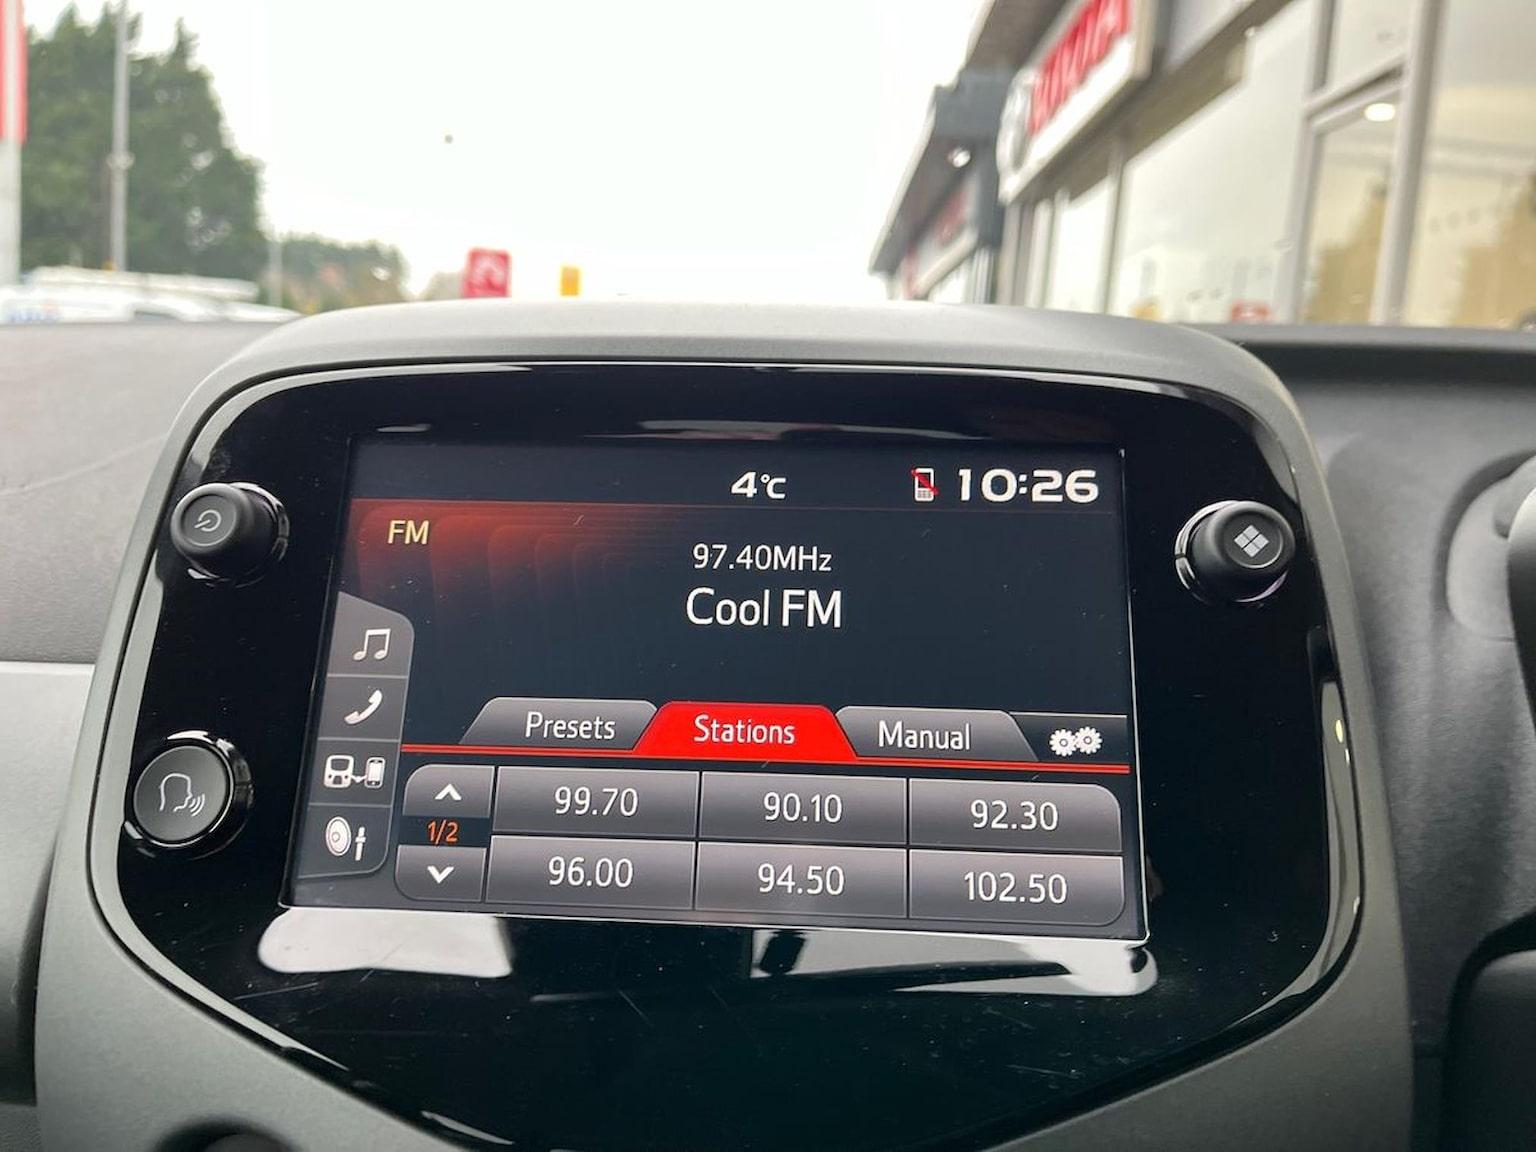 4°C
10:26
FM
97.40MHz
Cool FM
Presets Stations Manual
99.70 90.10 92.30
1/2
96.00 94.50 102.50